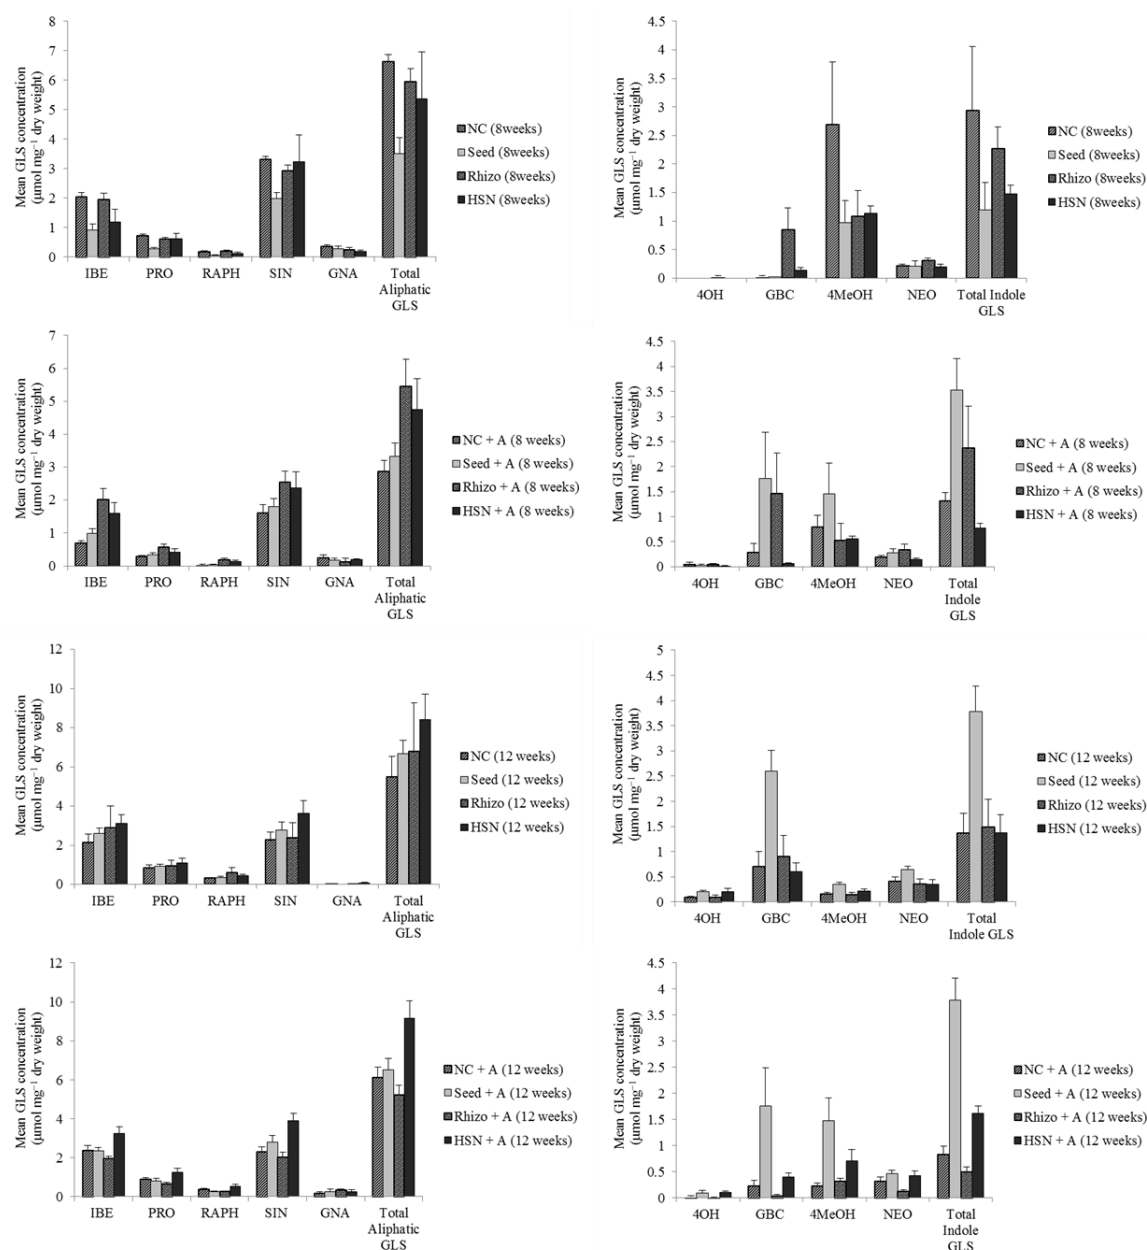 Mean GLS concentration
(µmol mg⁻¹ dry weight)
8
7
6
5
4
3
2
1
0
IBE
PRO
RAPH
SIN
GNA
Total
Aliphatic
GLS
NC (8weeks)
Seed (8weeks)
Rhizo (8weeks)
HSN (8weeks)
Mean GLS concentration
(µmol mg⁻¹ dry weight)
4.5
4
3.5
3
2.5
2
1.5
1
0.5
0
4OH
GBC
4MeOH
NEO
Total Indole
GLS
NC (8weeks)
Seed (8weeks)
Rhizo (8weeks)
HSN (8weeks)
Mean GLS concentration
(µmol mg⁻¹ dry weight)
7
6
5
4
3
2
1
0
IBE
PRO
RAPH
SIN
GNA
Total
Aliphatic
GLS
NC + A (8 weeks)
Seed + A (8 weeks)
Rhizo + A (8 weeks)
HSN + A (8 weeks)
Mean GLS concentration
(µmol mg⁻¹ dry weight)
4.5
4
3.5
3
2.5
2
1.5
1
0.5
0
4OH
GBC
4MeOH
NEO
Total
Indole
GLS
NC + A (8 weeks)
Seed + A (8 weeks)
Rhizo + A (8 weeks)
HSN + A (8 weeks)
Mean GLS concentration
(µmol mg⁻¹ dry weight)
12
10
8
6
4
2
0
IBE
PRO
RAPH
SIN
GNA
Total
Aliphatic
GLS
NC (12 weeks)
Seed (12 weeks)
Rhizo (12 weeks)
HSN (12 weeks)
Mean GLS concentration
(µmol mg⁻¹ dry weight)
5
4.5
4
3.5
3
2.5
2
1.5
1
0.5
0
4OH
GBC
4MeOH
NEO
Total
Indole GLS
NC (12 weeks)
Seed (12 weeks)
Rhizo (12 weeks)
HSN (12 weeks)
Mean GLS concentration
(µmol mg⁻¹ dry weight)
12
10
8
6
4
2
0
IBE
PRO
RAPH
SIN
GNA
Total
Aliphatic
GLS
NC + A (12 weeks)
Seed + A (12 weeks)
Rhizo + A (12 weeks)
HSN + A (12 weeks)
Mean GLS concentration
(µmol mg⁻¹ dry weight)
4.5
4
3.5
3
2.5
2
1.5
1
0.5
0
4OH
GBC
4MeOH
NEO
Total
Indole
GLS
NC + A (12 weeks)
Seed + A (12 weeks)
Rhizo + A (12 weeks)
HSN + A (12 weeks)